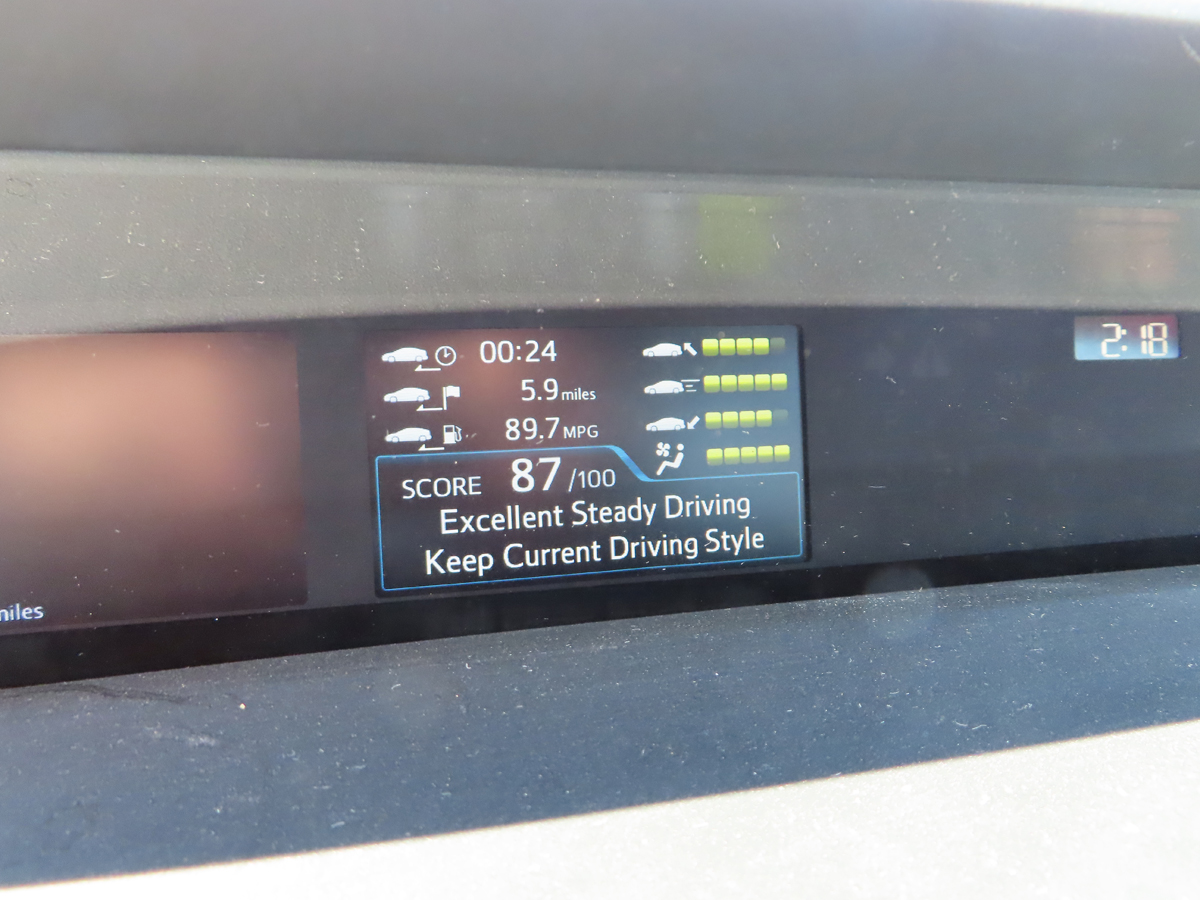 00:24
2:18
5.9 miles
89.7 MPG
SCORE 87/100
Excellent Steady Driving
Keep Current Driving Style
miles